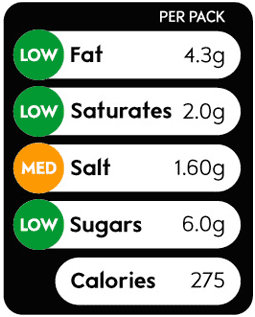 PER PACK
LOW Fat 4.3g
LOW Saturates 2.0g
MED Salt 1.60g
LOW Sugars 6.0g
Calories 275